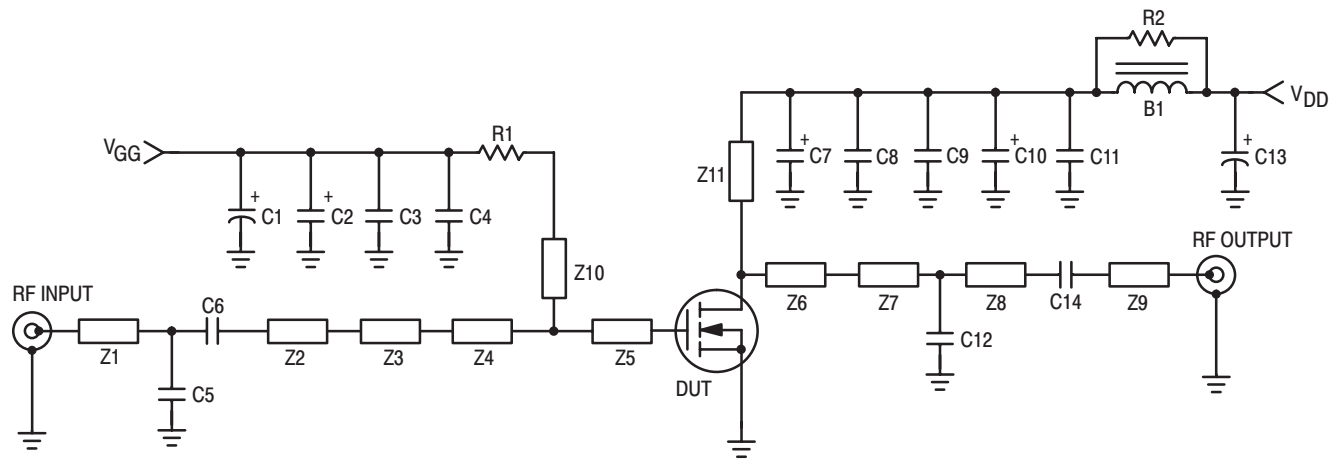 R2
B1
VDD
VGG
R1
+
C1
+
C2
C3
C4
Z11
+
C7
C8
C9
+
C10
C11
+
C13
Z10
RF INPUT
Z1
C6
C5
Z2
Z3
Z4
Z5
DUT
Z6
Z7
C12
Z8
C14
Z9
RF OUTPUT